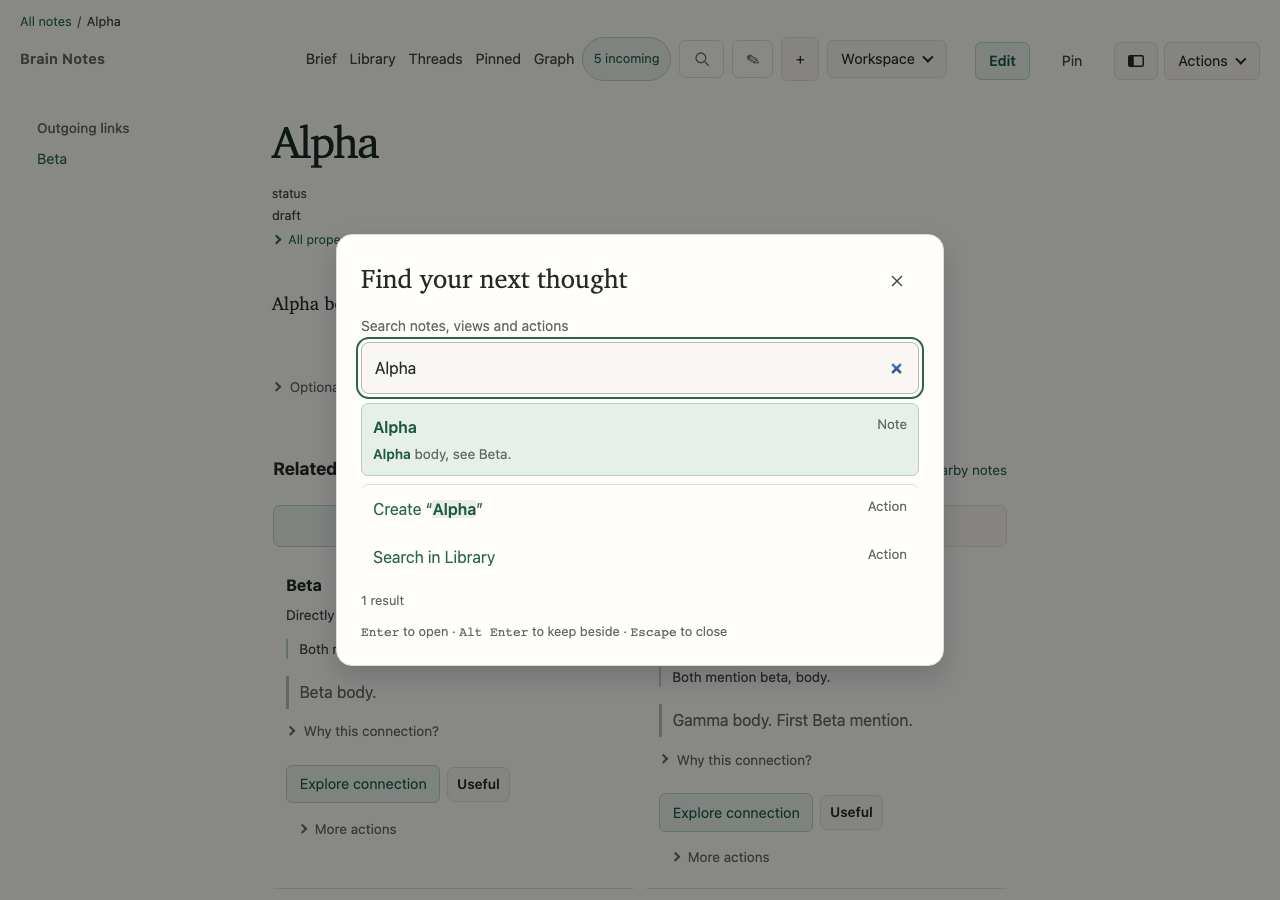 All notes / Alpha
Brain Notes
Brief Library Threads Pinned Graph 5 incoming + Workspace Edit Pin Actions
Outgoing links
Beta
Alpha
status
draft
All prope
Alpha b
Optiona
Related
arby notes
Find your next thought
Search notes, views and actions
Alpha
Alpha Note
Alpha body, see Beta.
Create “Alpha” Action
Search in Library Action
1 result
Enter to open · Alt Enter to keep beside · Escape to close
Beta
Directly
Both m
Beta body.
Why this connection?
Explore connection Useful
More actions
Both mention beta, body.
Gamma body. First Beta mention.
Why this connection?
Explore connection Useful
More actions